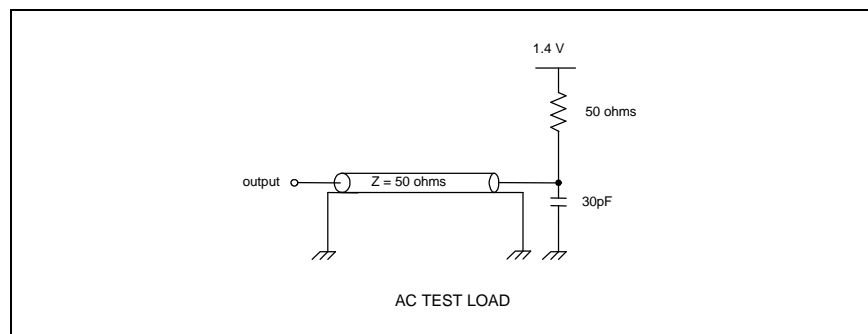 1.4 V
50 ohms
output
Z = 50 ohms
30pF
AC TEST LOAD